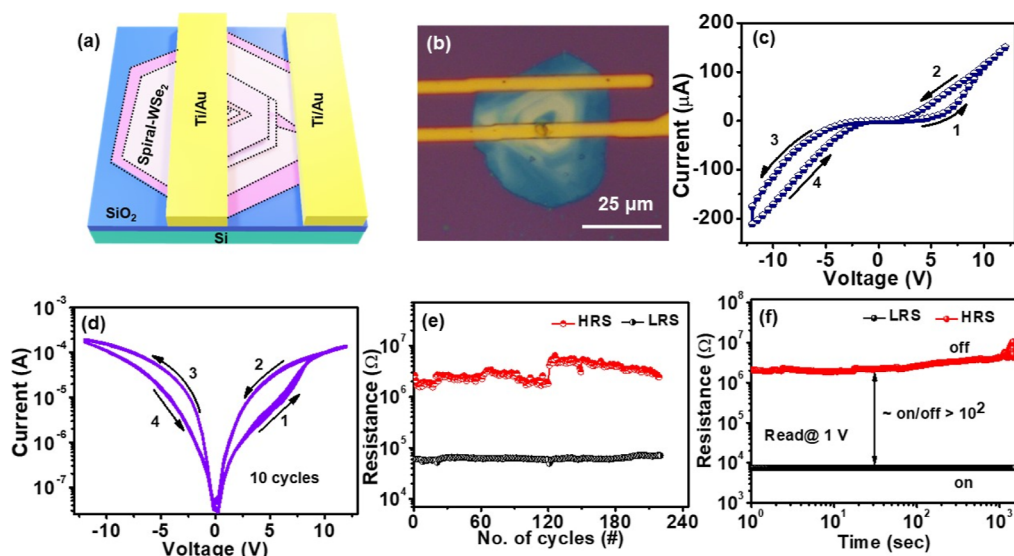 (a)
Ti/Au
Ti/Au
Spiral-WSe₂
SiO₂
Si
(b)
25 µm
(c)
200
100
0
-100
-200
Current (µA)
-10 -5 0 5 10
Voltage (V)
1
2
3
4
(d)
10⁻³
10⁻⁴
10⁻⁵
10⁻⁶
10⁻⁷
Current (A)
-10 -5 0 5 10
Voltage (V)
1
2
3
4
10 cycles
(e)
HRS LRS
10⁷
10⁶
10⁵
10⁴
Resistance (Ω)
0 60 120 180 240
No. of cycles (#)
(f)
LRS HRS
10⁸
10⁷
10⁶
10⁵
10⁴
10³
Resistance (Ω)
off
~ on/off > 10²
Read@ 1 V
on
10⁰ 10¹ 10² 10³
Time (sec)